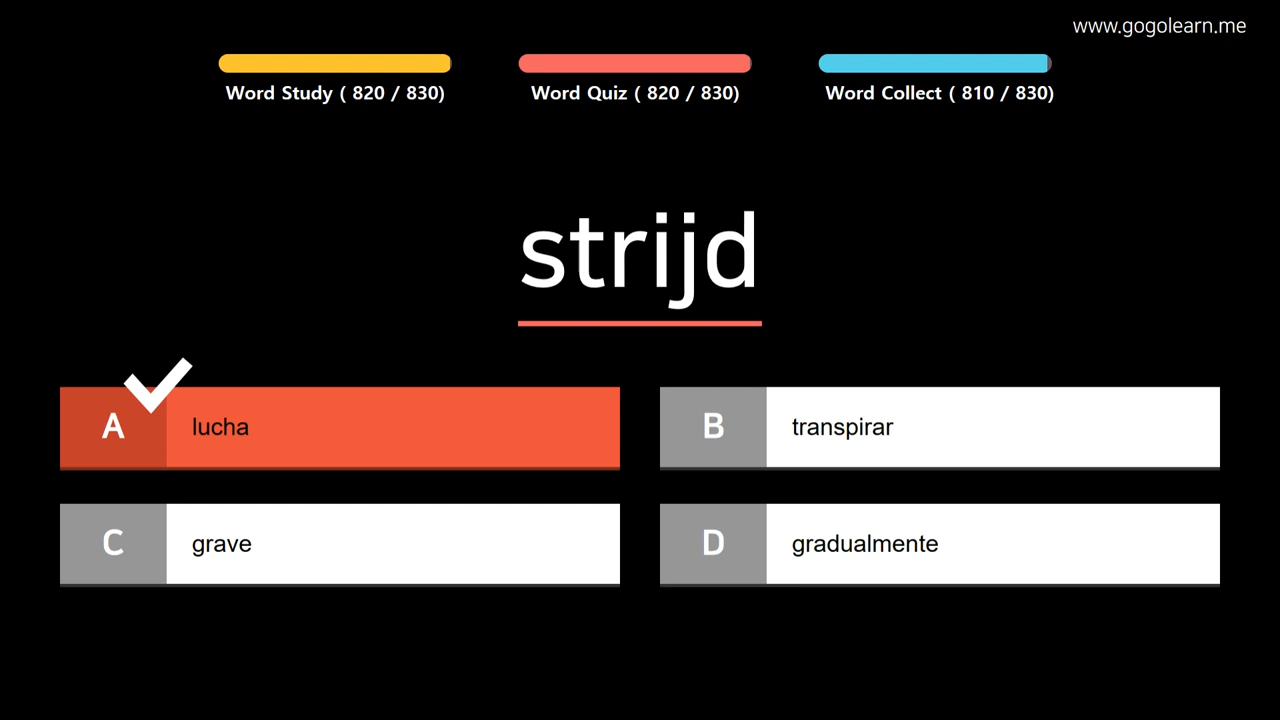 www.gogolearn.me
Word Study ( 820 / 830)
Word Quiz ( 820 / 830)
Word Collect ( 810 / 830)
strijd
A
lucha
B
transpirar
C
grave
D
gradualmente